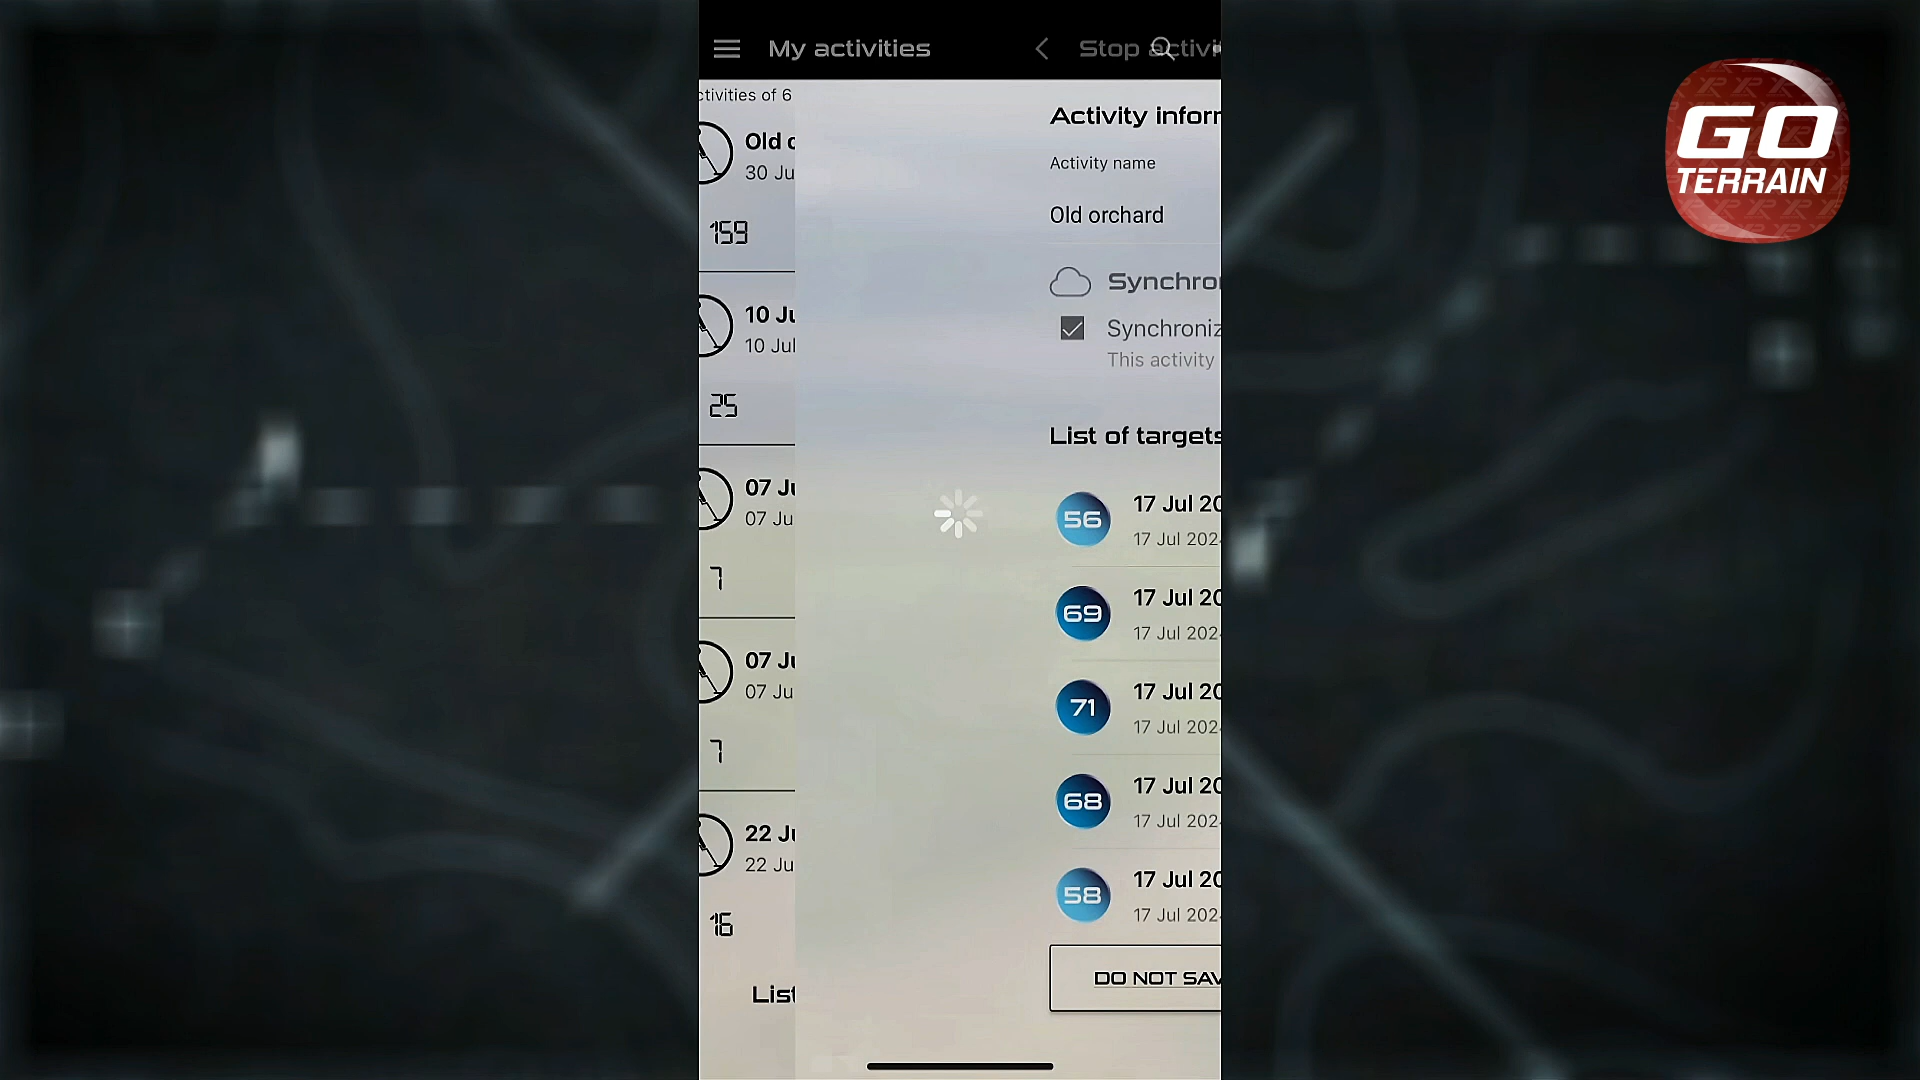 My activities
Stop activi
GO
TERRAIN
ctivities of 6
Old
30 Ju
159
10 Ju
10 Jul
25
07 Ju
07 Ju
7
07 Ju
07 Ju
7
22 Ju
22 Ju
16
List
Activity infor
Activity name
Old orchard
Synchro
Synchroniz
This activity
List of targets
56
17 Jul 20
17 Jul 202
69
17 Jul 20
17 Jul 202
71
17 Jul 20
17 Jul 202
68
17 Jul 20
17 Jul 202
58
17 Jul 20
17 Jul 202
DO NOT SAV